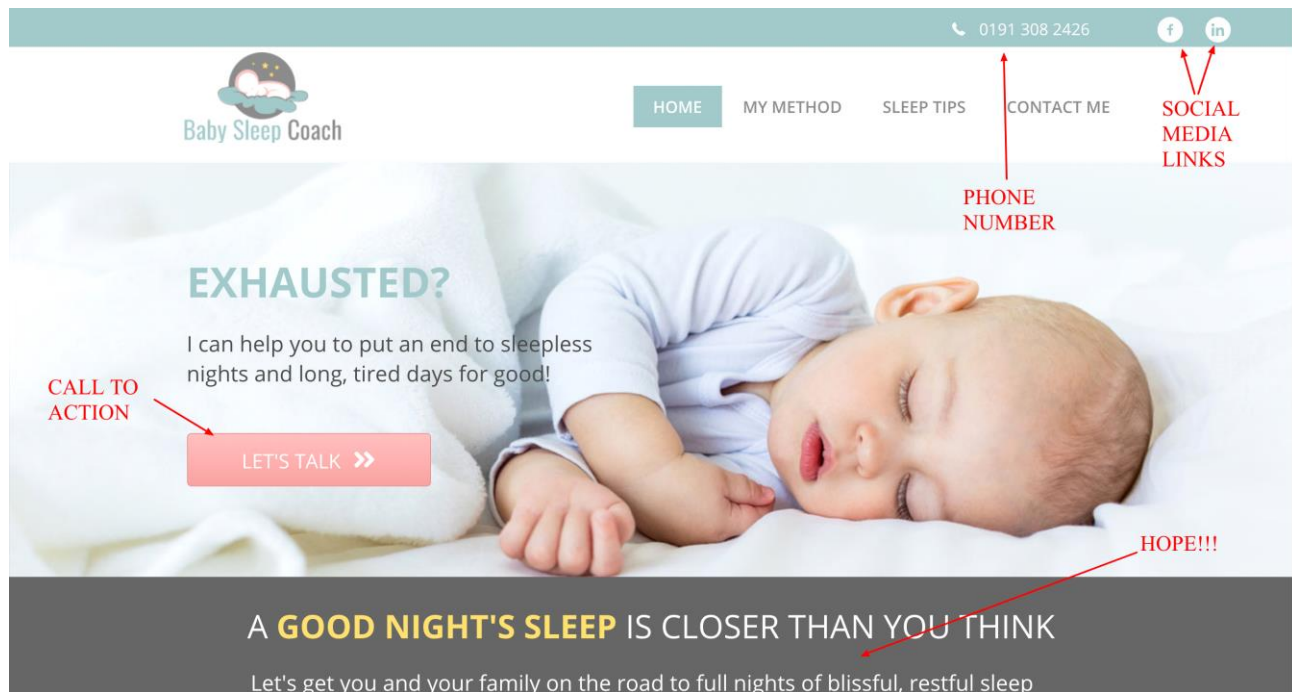 0191 308 2426
f in
Baby Sleep Coach
HOME MY METHOD SLEEP TIPS CONTACT ME
SOCIAL
MEDIA
LINKS
PHONE
NUMBER
EXHAUSTED?
I can help you to put an end to sleepless
nights and long, tired days for good!
CALL TO
ACTION
LET'S TALK
HOPE!!!
A GOOD NIGHT'S SLEEP IS CLOSER THAN YOU THINK
Let's get you and your family on the road to full nights of blissful, restful sleep